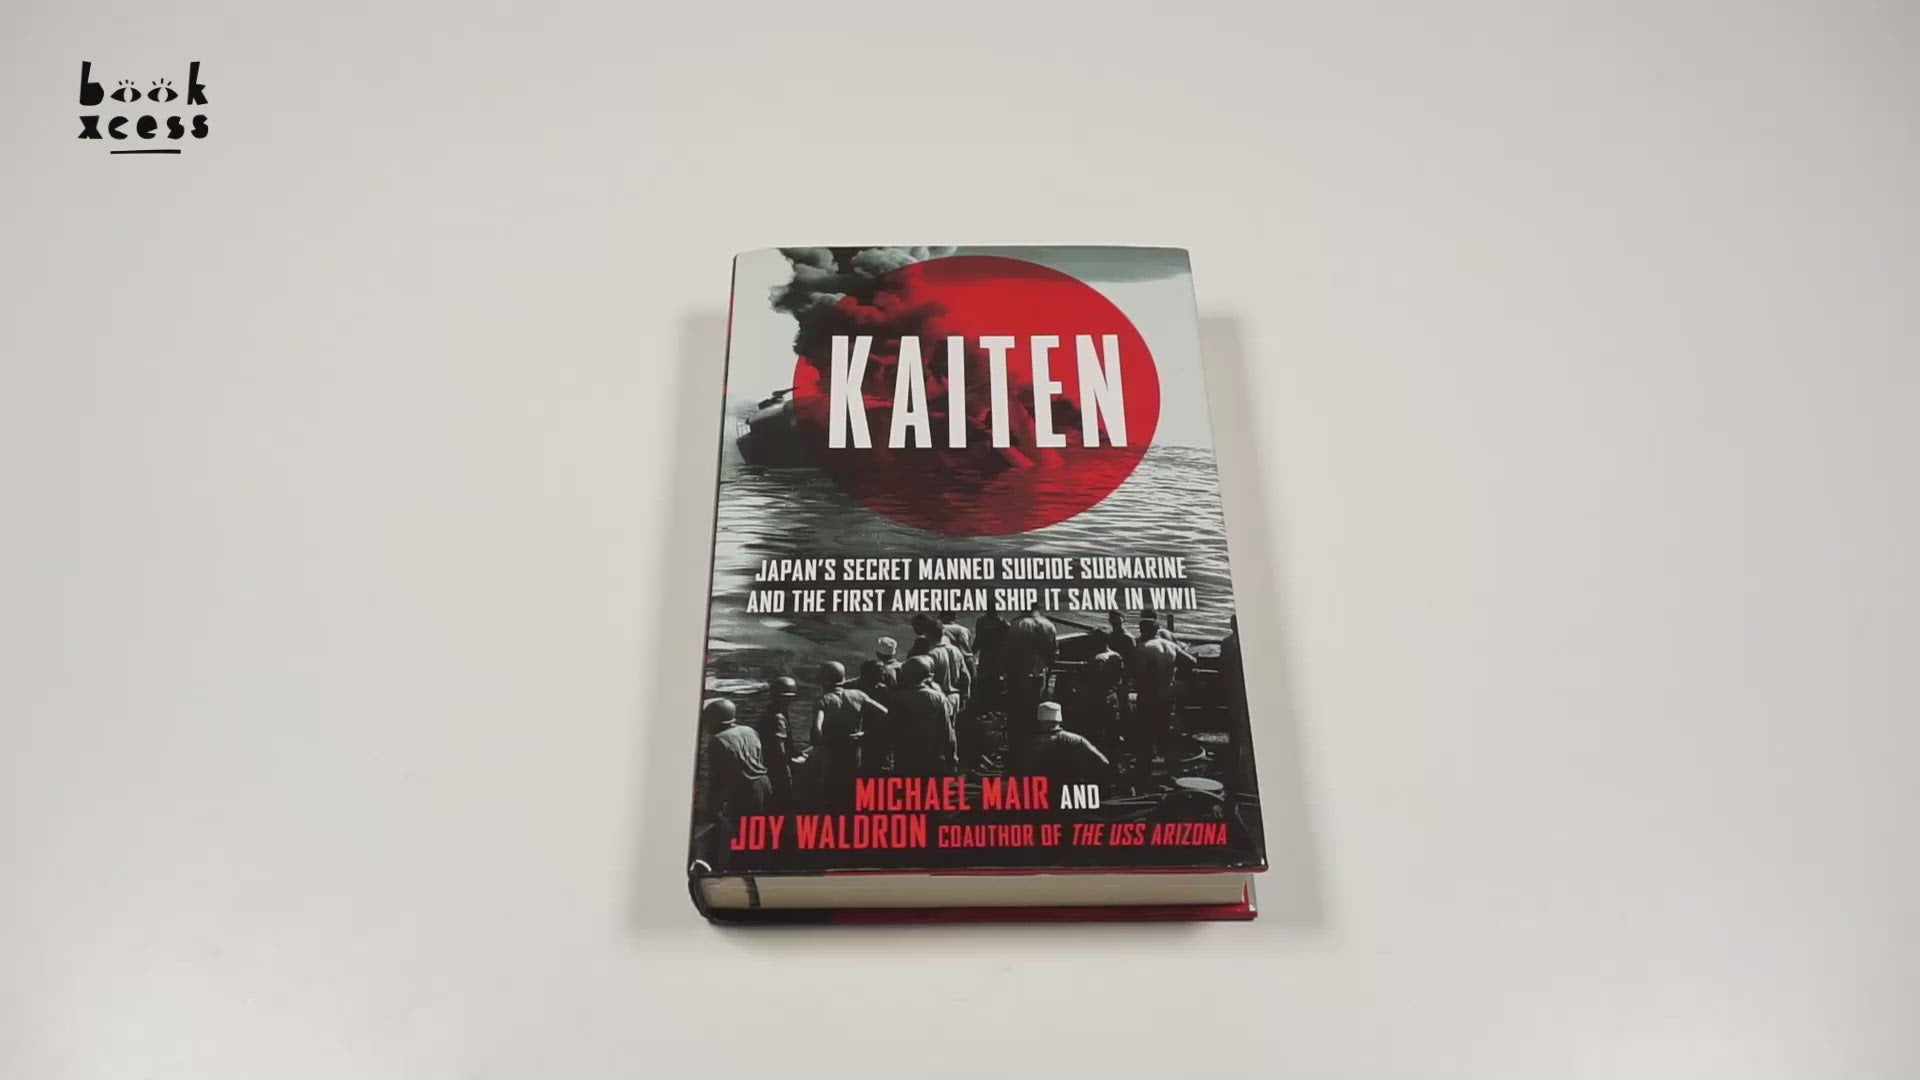 book
xcess
KAITEN
JAPAN'S SECRET MANNED SUICIDE SUBMARINE
AND THE FIRST AMERICAN SHIP IT SANK IN WWII
MICHAEL MAIR AND
JOY WALDRON COAUTHOR OF THE USS ARIZONA